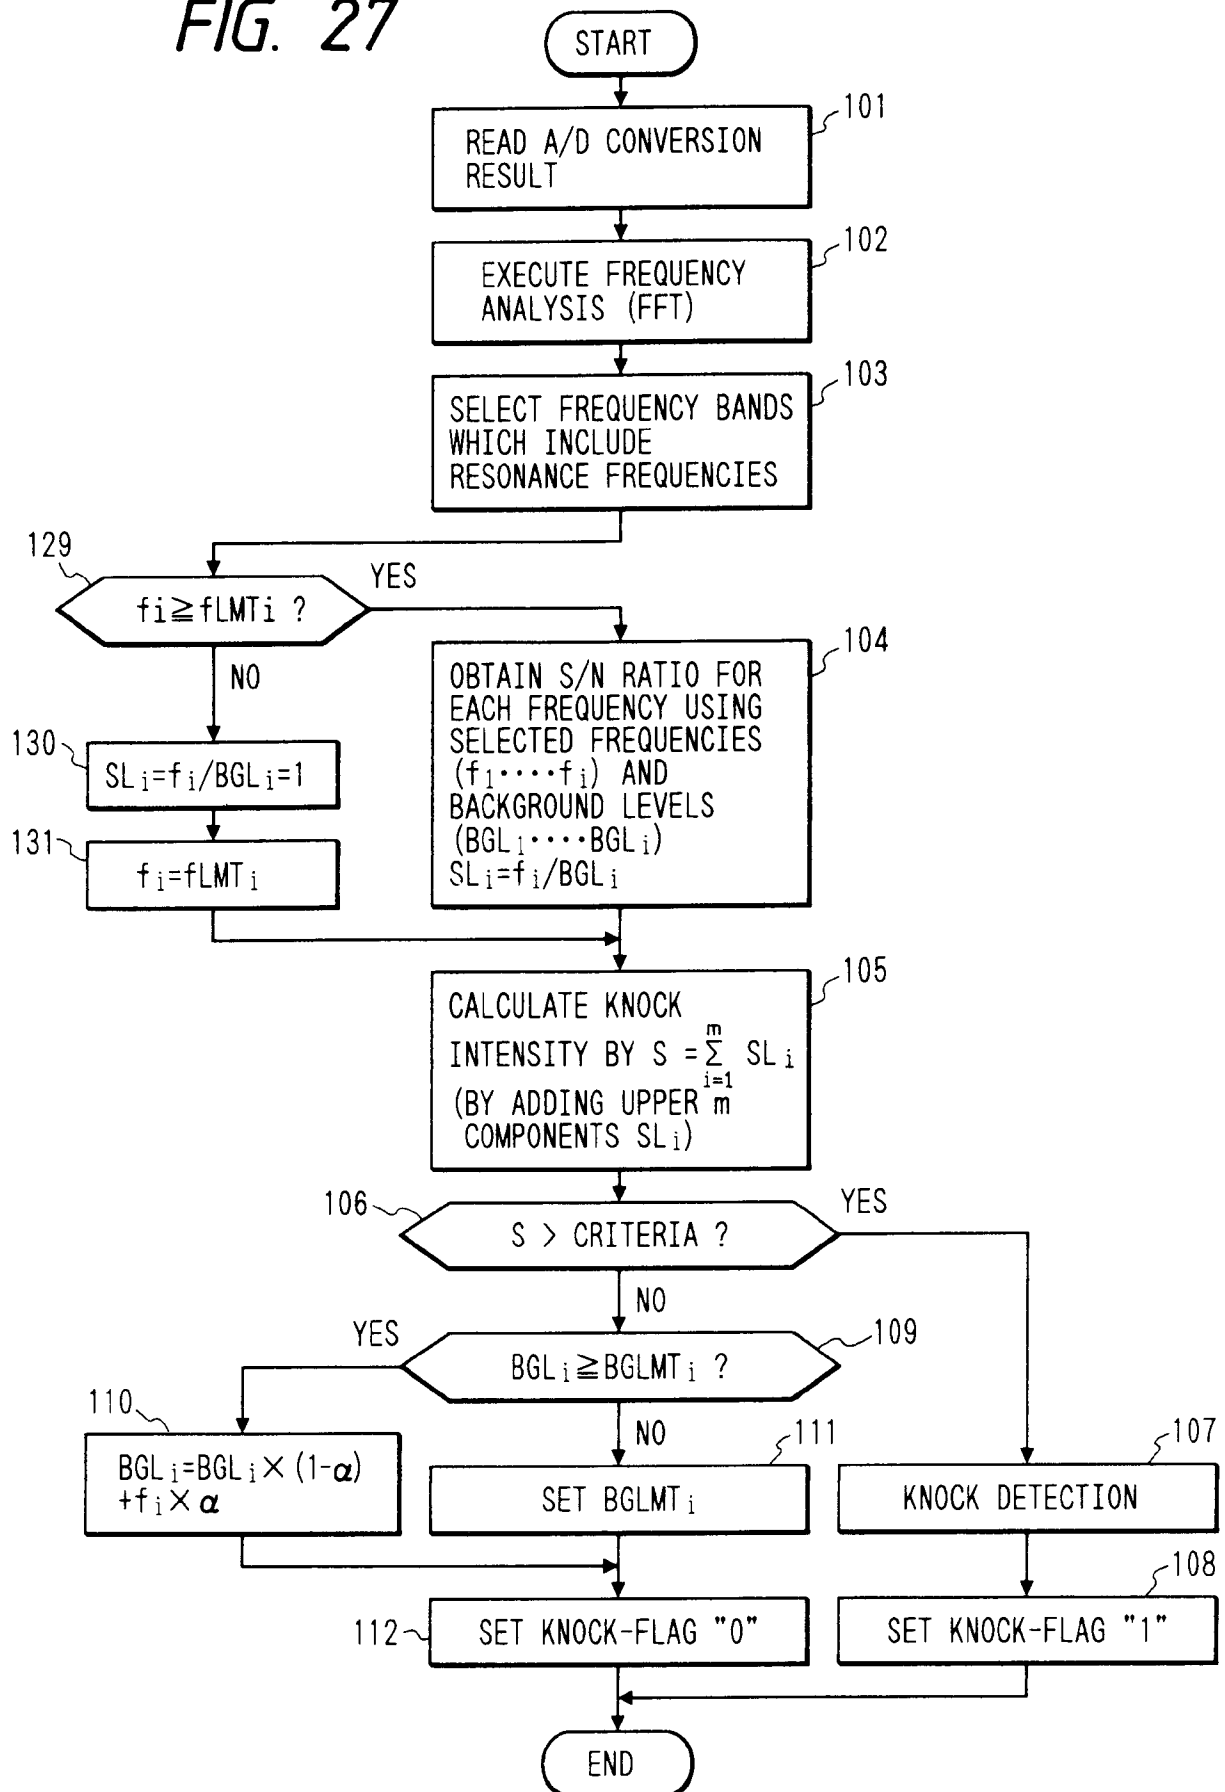 FIG. 27
START
101
READ A/D CONVERSION
RESULT
102
EXECUTE FREQUENCY
ANALYSIS (FFT)
103
SELECT FREQUENCY BANDS
WHICH INCLUDE
RESONANCE FREQUENCIES
129
fi≧fLMTi ?
YES
NO
104
OBTAIN S/N RATIO FOR
EACH FREQUENCY USING
SELECTED FREQUENCIES
(f1····fi) AND
BACKGROUND LEVELS
(BGL1····BGLi)
SLi=fi/BGLi
130
SLi=fi/BGLi=1
131
fi=fLMTi
105
CALCULATE KNOCK
INTENSITY BY S = m Σ i=1 SLi
(BY ADDING UPPER m
COMPONENTS SLi)
106
S > CRITERIA ?
YES
NO
109
BGLi≧BGLMTi ?
YES
NO
110
BGLi=BGLi×(1-α)
+fi×α
111
SET BGLMTi
107
KNOCK DETECTION
112
SET KNOCK-FLAG "0"
108
SET KNOCK-FLAG "1"
END